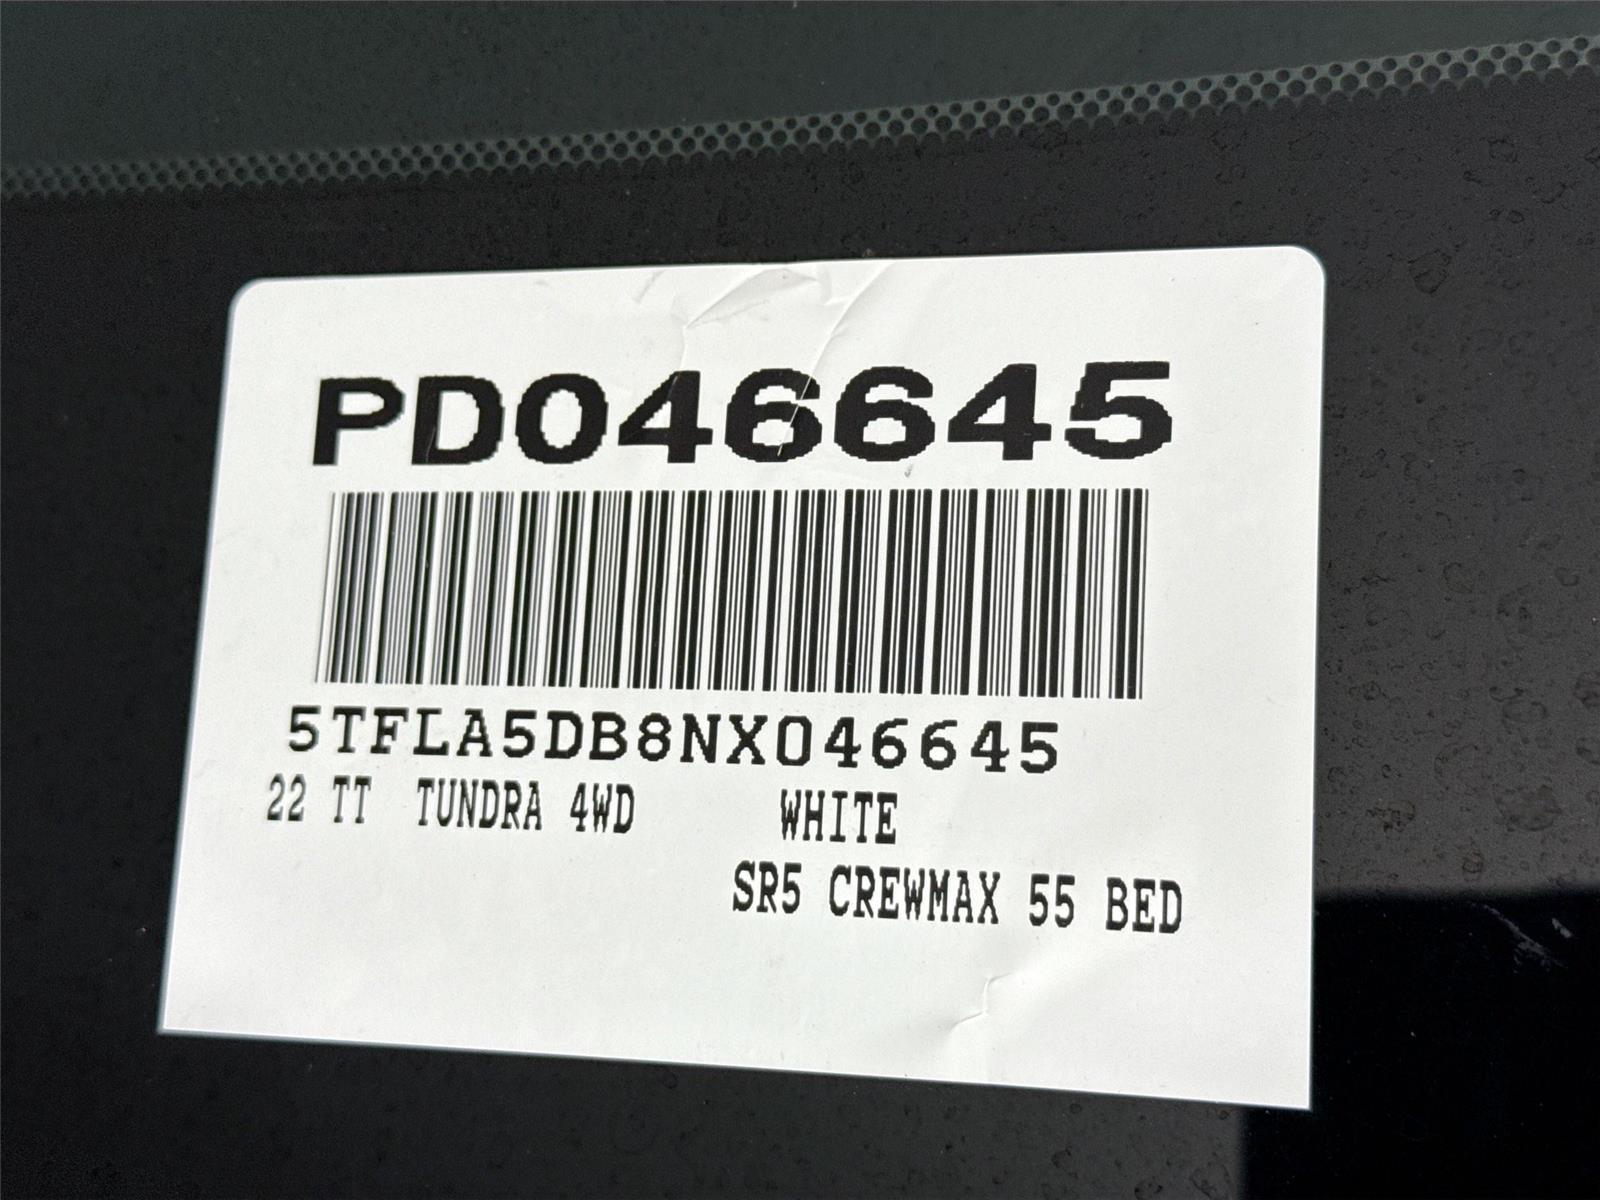 PD046645
5TFLA5DB8NX046645
22 TT TUNDRA 4WD WHITE
SR5 CREWMAX 55 BED